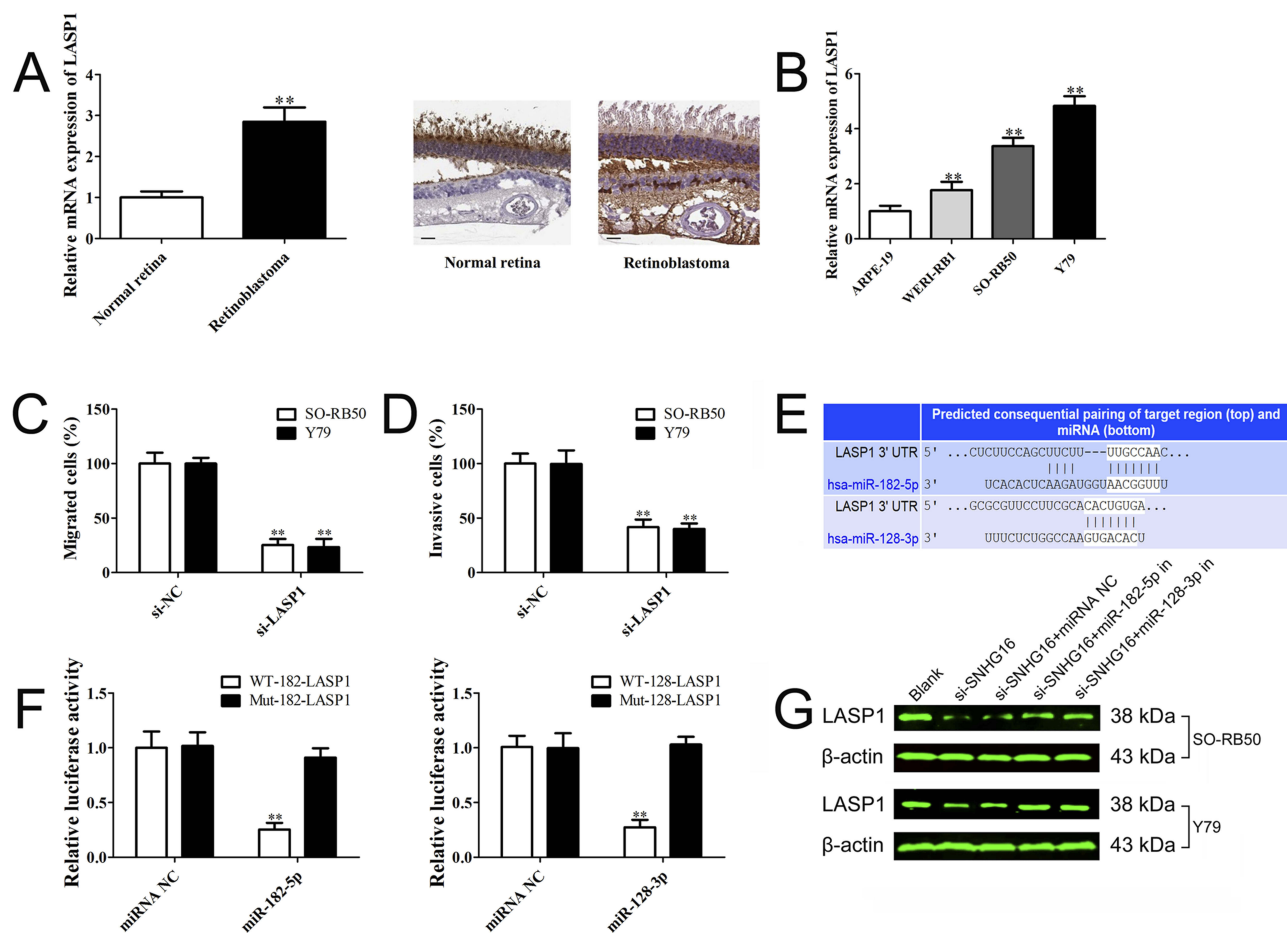 A
Relative mRNA expression of LASP1
4
3
2
1
0
**
Normal retina
Retinoblastoma
Normal retina
Retinoblastoma
B
Relative mRNA expression of LASP1
6
4
2
0
**
**
**
ARPE-19
WERI-RB1
SO-RB50
Y79
C
Migrated cells (%)
150
100
50
0
SO-RB50
Y79
**
**
si-NC
si-LASP1
D
Invasive cells (%)
150
100
50
0
SO-RB50
Y79
**
**
si-NC
si-LASP1
E
Predicted consequential pairing of target region (top) and
miRNA (bottom)
LASP1 3' UTR 5' ...CUCUUCCAGCUUCUU---UUGCCAAC...
hsa-miR-182-5p 3' UCACACUCAAGAUGGUAACGGUUU
LASP1 3' UTR 5' ...GCGCGUUCCUUCGCACACUGUGA...
hsa-miR-128-3p 3' UUUCUCUGGCCAAGUGACACU
F
Relative luciferase activity
1.5
1.0
0.5
0.0
WT-182-LASP1
Mut-182-LASP1
**
miRNA NC
miR-182-5p
Relative luciferase activity
1.5
1.0
0.5
0.0
WT-128-LASP1
Mut-128-LASP1
**
miRNA NC
miR-128-3p
G
Blank
si-SNHG16
si-SNHG16+miRNA NC
si-SNHG16+miR-182-5p in
si-SNHG16+miR-128-3p in
LASP1 38 kDa
β-actin 43 kDa
SO-RB50
LASP1 38 kDa
β-actin 43 kDa
Y79